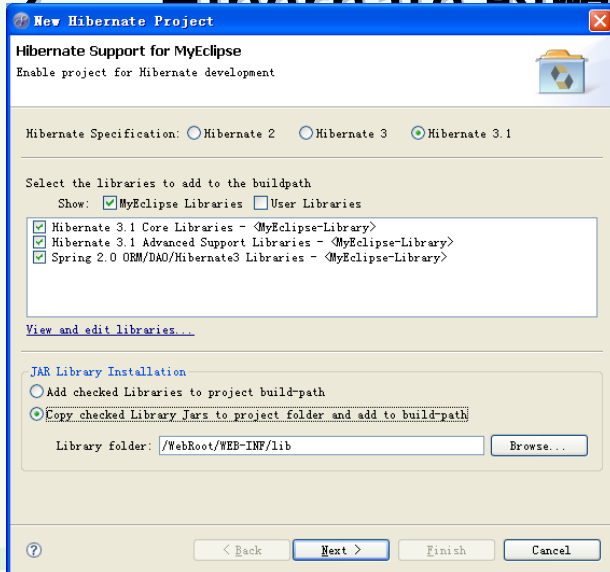 New Hibernate Project
Hibernate Support for MyEclipse
Enable project for Hibernate development
Hibernate Specification: Hibernate 2 Hibernate 3 Hibernate 3.1
Select the libraries to add to the buildpath
Show: MyEclipse Libraries User Libraries
Hibernate 3.1 Core Libraries - <MyEclipse-Library>
Hibernate 3.1 Advanced Support Libraries - <MyEclipse-Library>
Spring 2.0 ORM/DAO/Hibernate3 Libraries - <MyEclipse-Library>
View and edit libraries...
JAR Library Installation
Add checked Libraries to project build-path
Copy checked Library Jars to project folder and add to build-path
Library folder: /WebRoot/WEB-INF/lib Browse...
< Back Next > Finish Cancel